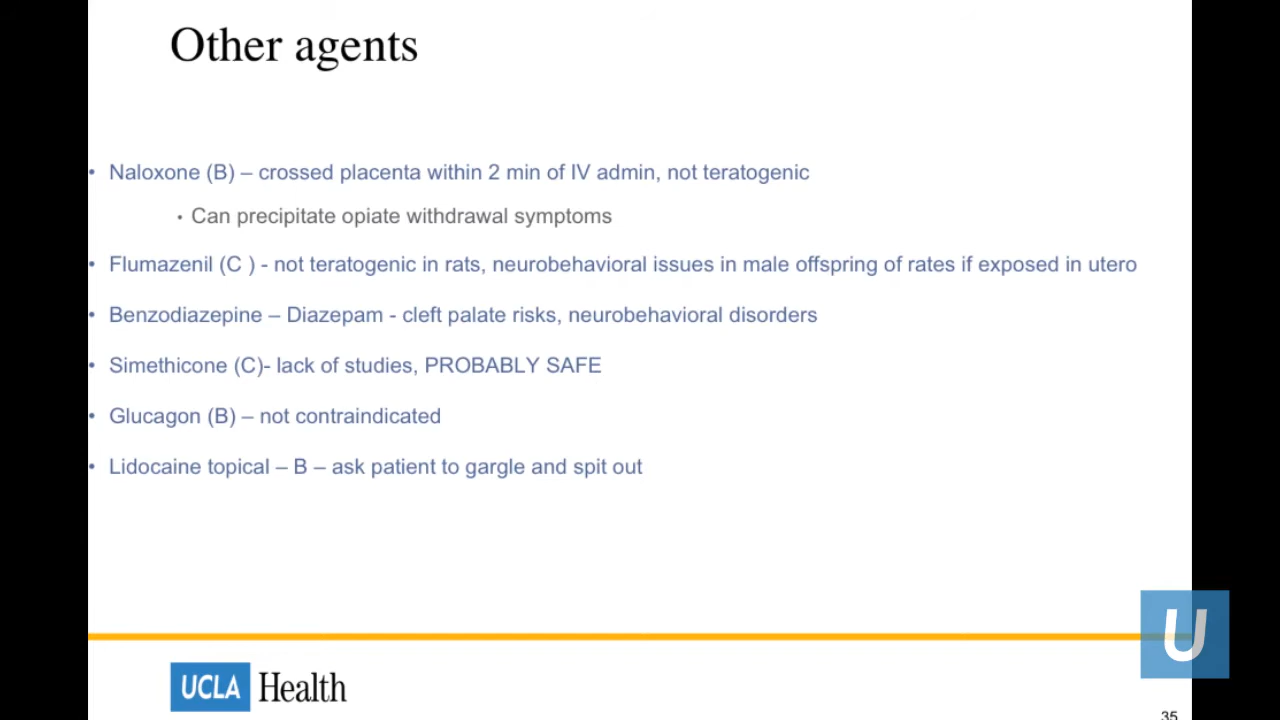 Other agents
• Naloxone (B) – crossed placenta within 2 min of IV admin, not teratogenic
• Can precipitate opiate withdrawal symptoms
• Flumazenil (C ) - not teratogenic in rats, neurobehavioral issues in male offspring of rates if exposed in utero
• Benzodiazepine – Diazepam - cleft palate risks, neurobehavioral disorders
• Simethicone (C)- lack of studies, PROBABLY SAFE
• Glucagon (B) – not contraindicated
• Lidocaine topical – B – ask patient to gargle and spit out
U
UCLA Health
35